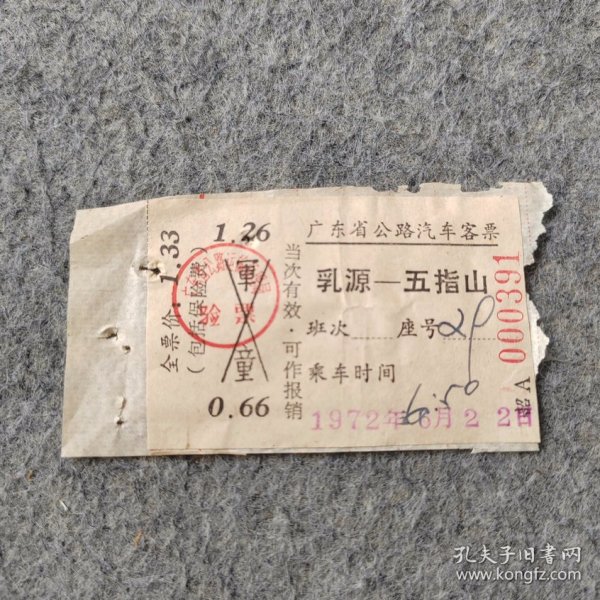 广东省公路汽车客票
乳源—五指山
班次 座号 29
乘车时间 6:50
1972年6月22日
A 000391
当次有效·可作报销
1.26
军
童
0.66
验票
全票价:1.33
(包括保险费)
孔夫子旧书网
www.kongfz.com